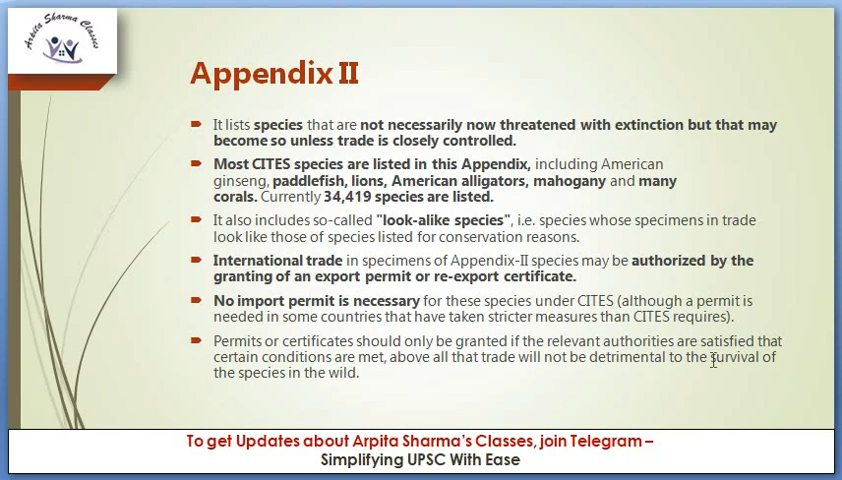 Arpita Sharma Classes
Appendix II
It lists species that are not necessarily now threatened with extinction but that may
become so unless trade is closely controlled.
Most CITES species are listed in this Appendix, including American
ginseng, paddlefish, lions, American alligators, mahogany and many
corals. Currently 34,419 species are listed.
It also includes so-called "look-alike species", i.e. species whose specimens in trade
look like those of species listed for conservation reasons.
International trade in specimens of Appendix-II species may be authorized by the
granting of an export permit or re-export certificate.
No import permit is necessary for these species under CITES (although a permit is
needed in some countries that have taken stricter measures than CITES requires).
Permits or certificates should only be granted if the relevant authorities are satisfied that
certain conditions are met, above all that trade will not be detrimental to the survival of
the species in the wild.
To get Updates about Arpita Sharma's Classes, join Telegram –
Simplifying UPSC With Ease